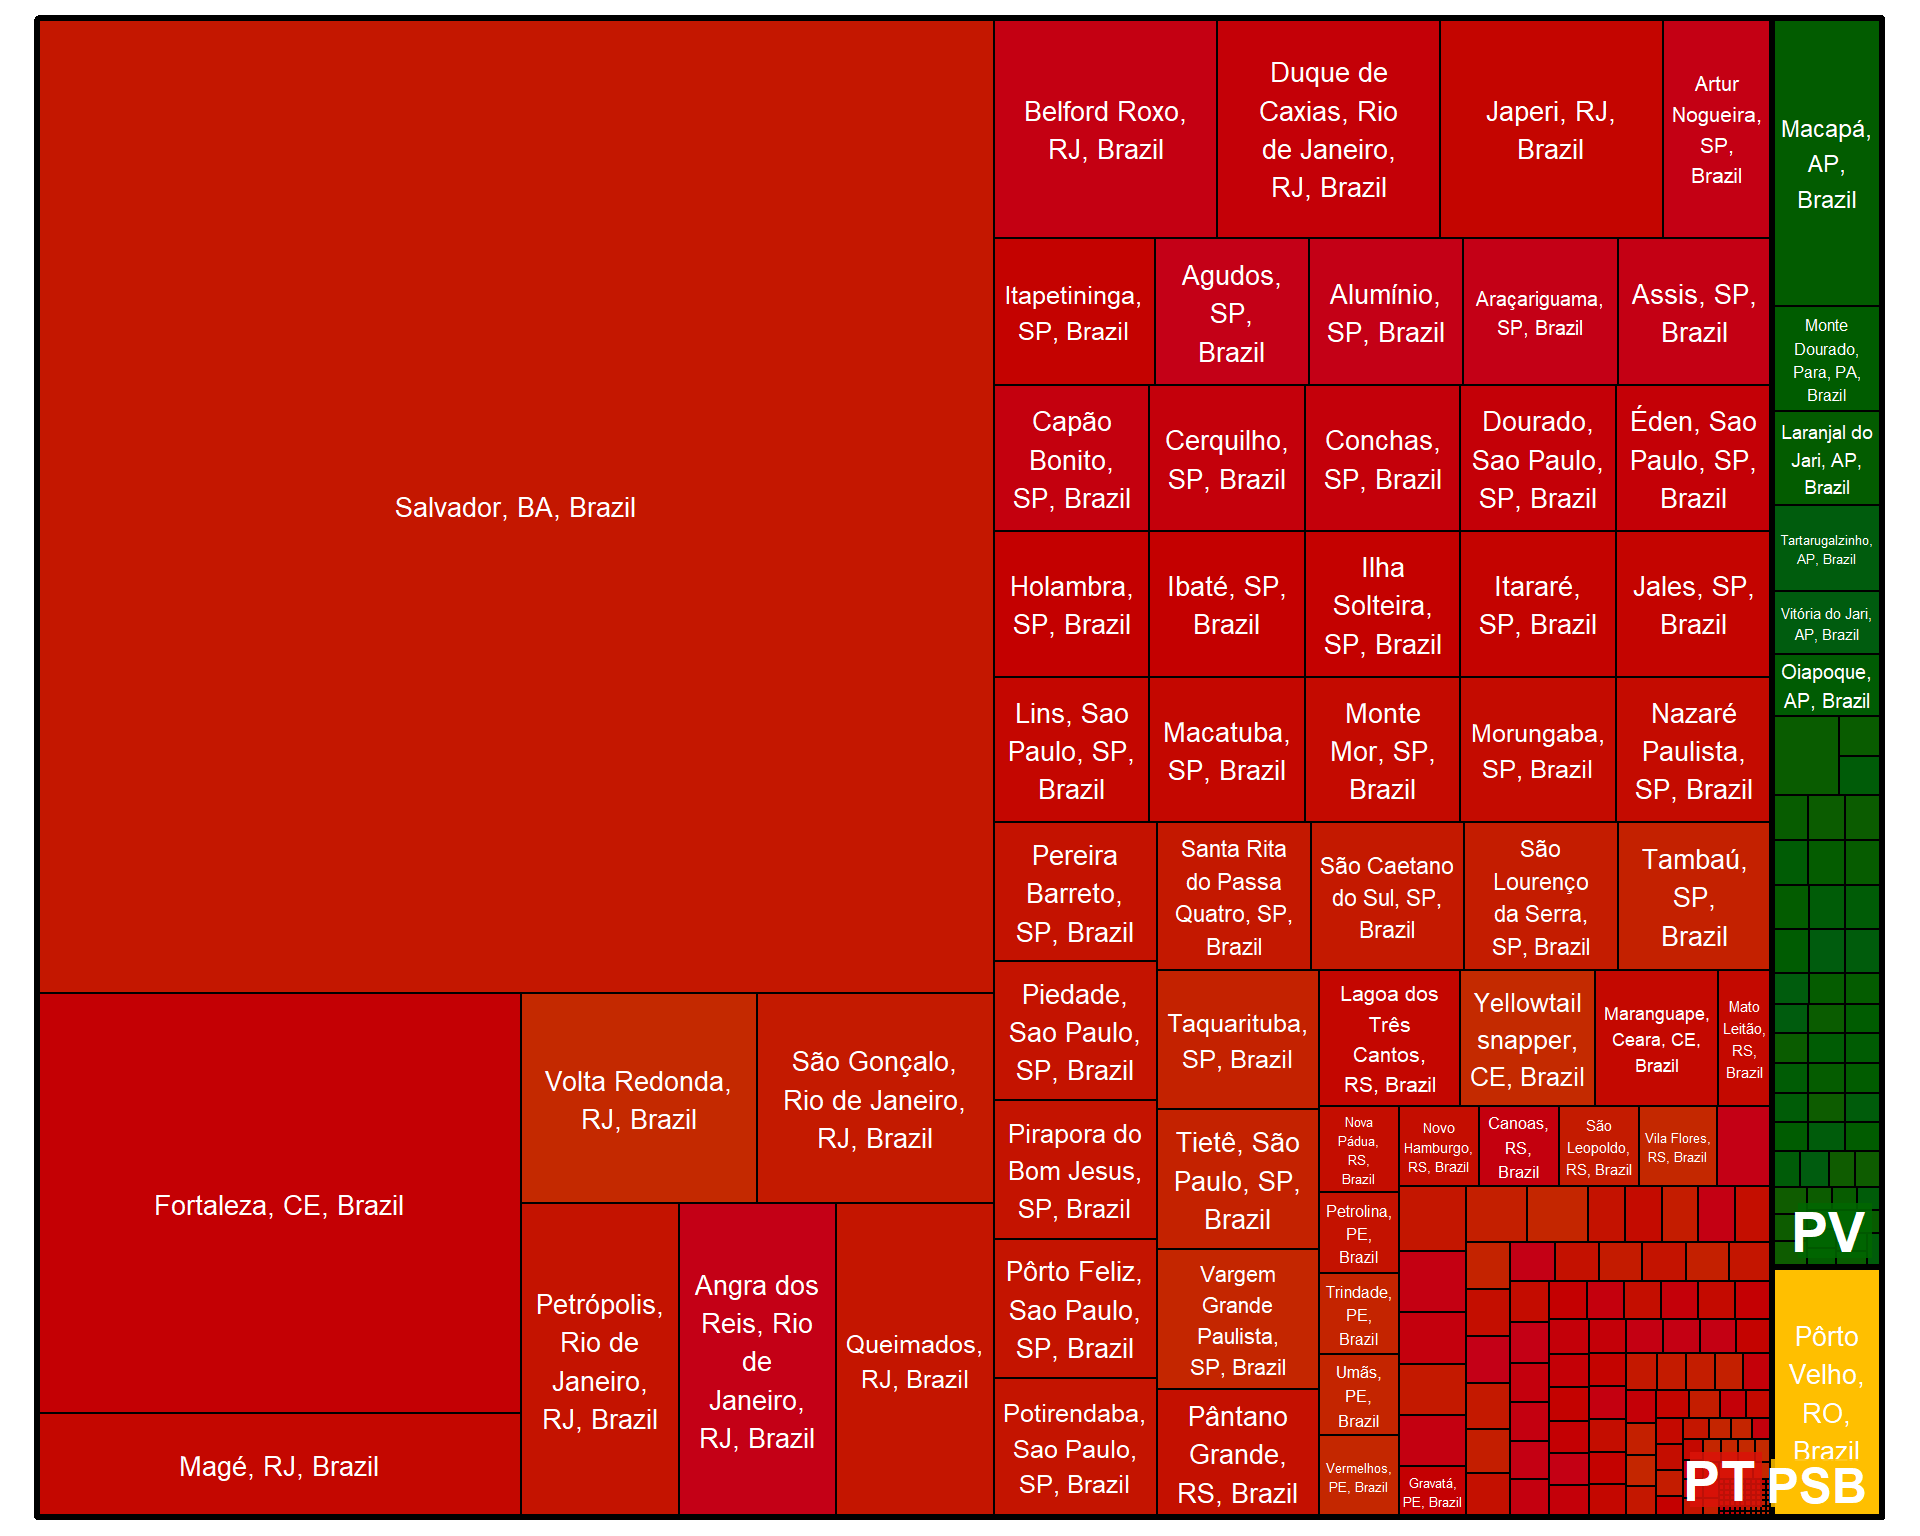 Salvador, BA, Brazil
Fortaleza, CE, Brazil
Magé, RJ, Brazil
Volta Redonda,
RJ, Brazil
São Gonçalo,
Rio de Janeiro,
RJ, Brazil
Petrópolis,
Rio de
Janeiro,
RJ, Brazil
Angra dos
Reis, Rio
de
Janeiro,
RJ, Brazil
Queimados,
RJ, Brazil
Belford Roxo,
RJ, Brazil
Duque de
Caxias, Rio
de Janeiro,
RJ, Brazil
Japeri, RJ,
Brazil
Artur
Nogueira,
SP,
Brazil
Itapetininga,
SP, Brazil
Agudos,
SP,
Brazil
Alumínio,
SP, Brazil
Araçariguama,
SP, Brazil
Assis, SP,
Brazil
Capão
Bonito,
SP, Brazil
Cerquilho,
SP, Brazil
Conchas,
SP, Brazil
Dourado,
Sao Paulo,
SP, Brazil
Éden, Sao
Paulo, SP,
Brazil
Holambra,
SP, Brazil
Ibaté, SP,
Brazil
Ilha
Solteira,
SP, Brazil
Itararé,
SP, Brazil
Jales, SP,
Brazil
Lins, Sao
Paulo, SP,
Brazil
Macatuba,
SP, Brazil
Monte
Mor, SP,
Brazil
Morungaba,
SP, Brazil
Nazaré
Paulista,
SP, Brazil
Pereira
Barreto,
SP, Brazil
Santa Rita
do Passa
Quatro, SP,
Brazil
São Caetano
do Sul, SP,
Brazil
São
Lourenço
da Serra,
SP, Brazil
Tambaú,
SP,
Brazil
Piedade,
Sao Paulo,
SP, Brazil
Taquarituba,
SP, Brazil
Lagoa dos
Três
Cantos,
RS, Brazil
Yellowtail
snapper,
CE, Brazil
Maranguape,
Ceara, CE,
Brazil
Mato
Leitão,
RS,
Brazil
Pirapora do
Bom Jesus,
SP, Brazil
Tietê, São
Paulo, SP,
Brazil
Nova
Pádua,
RS,
Brazil
Novo
Hamburgo,
RS, Brazil
Canoas,
RS,
Brazil
São
Leopoldo,
RS, Brazil
Vila Flores,
RS, Brazil
Petrolina,
PE,
Brazil
Pôrto Feliz,
Sao Paulo,
SP, Brazil
Vargem
Grande
Paulista,
SP, Brazil
Trindade,
PE,
Brazil
Umãs,
PE,
Brazil
Potirendaba,
Sao Paulo,
SP, Brazil
Pântano
Grande,
RS, Brazil
Vermelhos,
PE, Brazil
Gravatá,
PE, Brazil
PT
Macapá,
AP,
Brazil
Monte
Dourado,
Para, PA,
Brazil
Laranjal do
Jari, AP,
Brazil
Tartarugalzinho,
AP, Brazil
Vitória do Jari,
AP, Brazil
Oiapoque,
AP, Brazil
PV
Pôrto
Velho,
RO,
Brazil
PSB